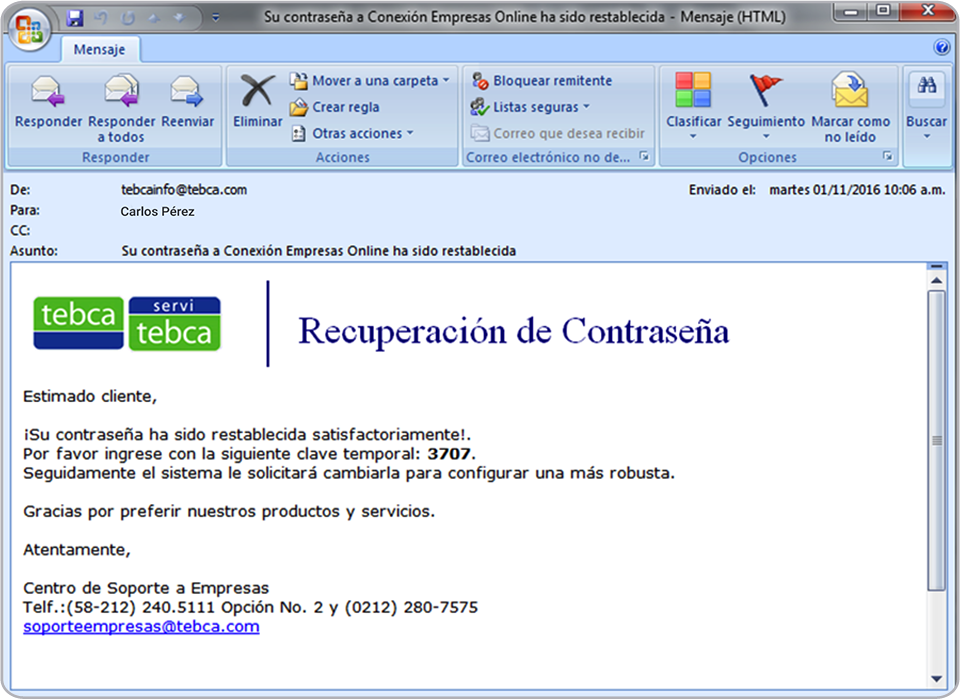 Su contraseña a Conexión Empresas Online ha sido restablecida - Mensaje (HTML)
Mensaje
Responder
Responder a todos
Reenviar
Responder
Eliminar
Mover a una carpeta
Crear regla
Otras acciones
Acciones
Bloquear remitente
Listas seguras
Correo que desea recibir
Correo electrónico no de...
Clasificar
Seguimiento
Marcar como no leído
Opciones
Buscar
De: tebcainfo@tebca.com Enviado el: martes 01/11/2016 10:06 a.m.
Para: Carlos Pérez
CC:
Asunto: Su contraseña a Conexión Empresas Online ha sido restablecida
tebca servi tebca
Recuperación de Contraseña
Estimado cliente,
¡Su contraseña ha sido restablecida satisfactoriamente!.
Por favor ingrese con la siguiente clave temporal: 3707.
Seguidamente el sistema le solicitará cambiarla para configurar una más robusta.
Gracias por preferir nuestros productos y servicios.
Atentamente,
Centro de Soporte a Empresas
Telf.:(58-212) 240.5111 Opción No. 2 y (0212) 280-7575
soporteempresas@tebca.com